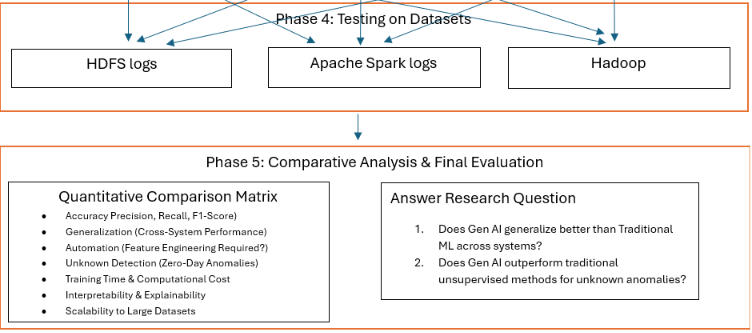 Phase 4: Testing on Datasets
HDFS logs
Apache Spark logs
Hadoop
Phase 5: Comparative Analysis & Final Evaluation
Quantitative Comparison Matrix
• Accuracy Precision, Recall, F1-Score)
• Generalization (Cross-System Performance)
• Automation (Feature Engineering Required?)
• Unknown Detection (Zero-Day Anomalies)
• Training Time & Computational Cost
• Interpretability & Explainability
• Scalability to Large Datasets
Answer Research Question
1. Does Gen AI generalize better than Traditional
ML across systems?
2. Does Gen AI outperform traditional
unsupervised methods for unknown anomalies?